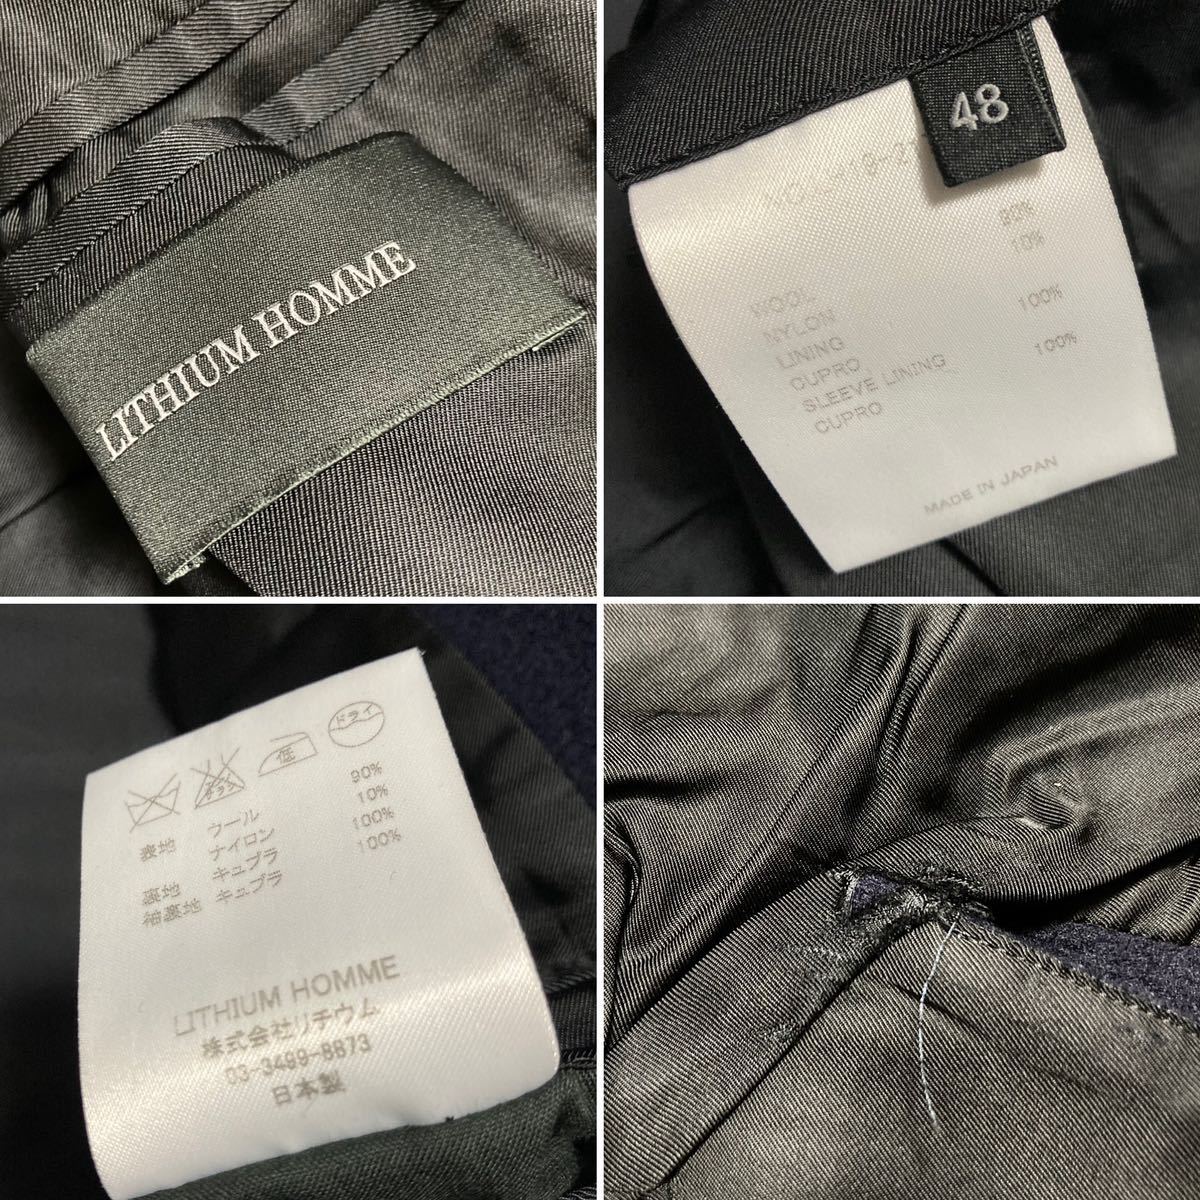 LITHIUM HOMME
48
90%
10%
WOOL
NYLON
LINING 100%
CUPRO
SLEEVE LINING 100%
CUPRO
MADE IN JAPAN
ドライ
低
表地 ウール 90%
ナイロン 10%
裏地 キュプラ 100%
袖裏地 キュプラ 100%
LITHIUM HOMME
株式会社リチウム
03-3499-8873
日本製